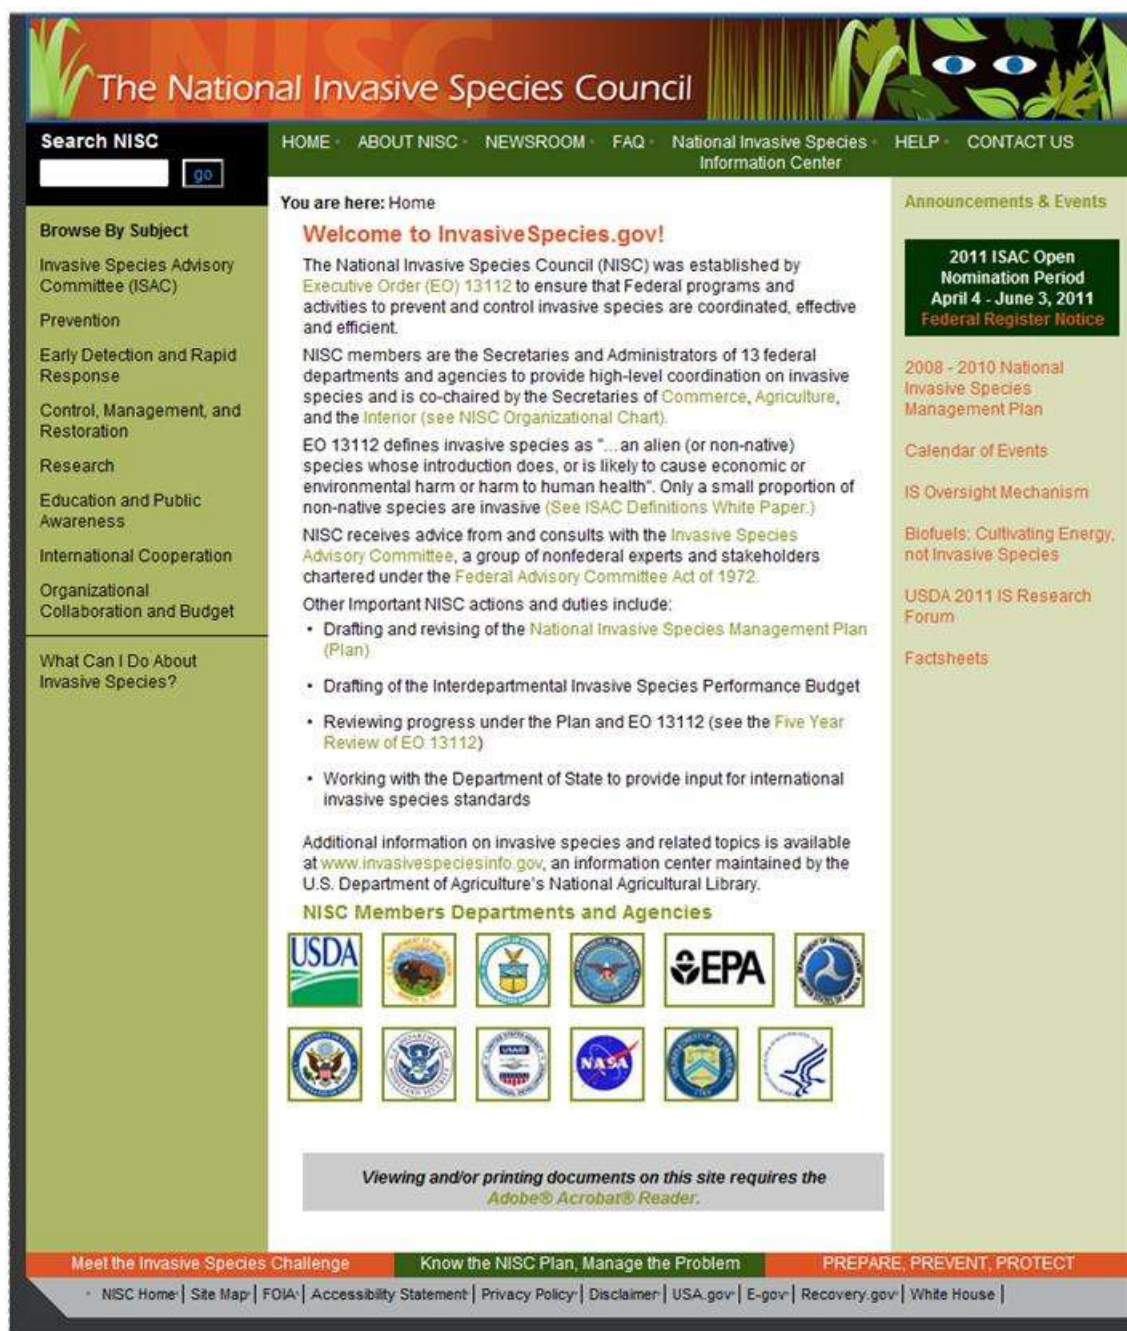 NISC
The National Invasive Species Council
Search NISC
go
HOME
ABOUT NISC
NEWSROOM
FAQ
National Invasive Species
Information Center
HELP
CONTACT US
Browse By Subject
Invasive Species Advisory
Committee (ISAC)
Prevention
Early Detection and Rapid
Response
Control, Management, and
Restoration
Research
Education and Public
Awareness
International Cooperation
Organizational
Collaboration and Budget
What Can I Do About
Invasive Species?
You are here: Home
Welcome to InvasiveSpecies.gov!
The National Invasive Species Council (NISC) was established by
Executive Order (EO) 13112 to ensure that Federal programs and
activities to prevent and control invasive species are coordinated, effective
and efficient.
NISC members are the Secretaries and Administrators of 13 federal
departments and agencies to provide high-level coordination on invasive
species and is co-chaired by the Secretaries of Commerce, Agriculture,
and the Interior (see NISC Organizational Chart).
EO 13112 defines invasive species as "...an alien (or non-native)
species whose introduction does, or is likely to cause economic or
environmental harm or harm to human health". Only a small proportion of
non-native species are invasive (See ISAC Definitions White Paper.)
NISC receives advice from and consults with the Invasive Species
Advisory Committee, a group of nonfederal experts and stakeholders
chartered under the Federal Advisory Committee Act of 1972.
Other Important NISC actions and duties include:
• Drafting and revising of the National Invasive Species Management Plan
(Plan)
• Drafting of the Interdepartmental Invasive Species Performance Budget
• Reviewing progress under the Plan and EO 13112 (see the Five Year
Review of EO 13112)
• Working with the Department of State to provide input for international
invasive species standards
Additional information on invasive species and related topics is available
at www.invasivespeciesinfo.gov, an information center maintained by the
U.S. Department of Agriculture's National Agricultural Library.
NISC Members Departments and Agencies
USDA
EPA
USAID
NASA
Viewing and/or printing documents on this site requires the
Adobe® Acrobat® Reader.
Announcements & Events
2011 ISAC Open
Nomination Period
April 4 - June 3, 2011
Federal Register Notice
2008 - 2010 National
Invasive Species
Management Plan
Calendar of Events
IS Oversight Mechanism
Biofuels: Cultivating Energy,
not Invasive Species
USDA 2011 IS Research
Forum
Factsheets
Meet the Invasive Species Challenge
Know the NISC Plan, Manage the Problem
PREPARE, PREVENT, PROTECT
NISC Home | Site Map | FOIA | Accessibility Statement | Privacy Policy | Disclaimer | USA.gov | E-gov | Recovery.gov | White House |